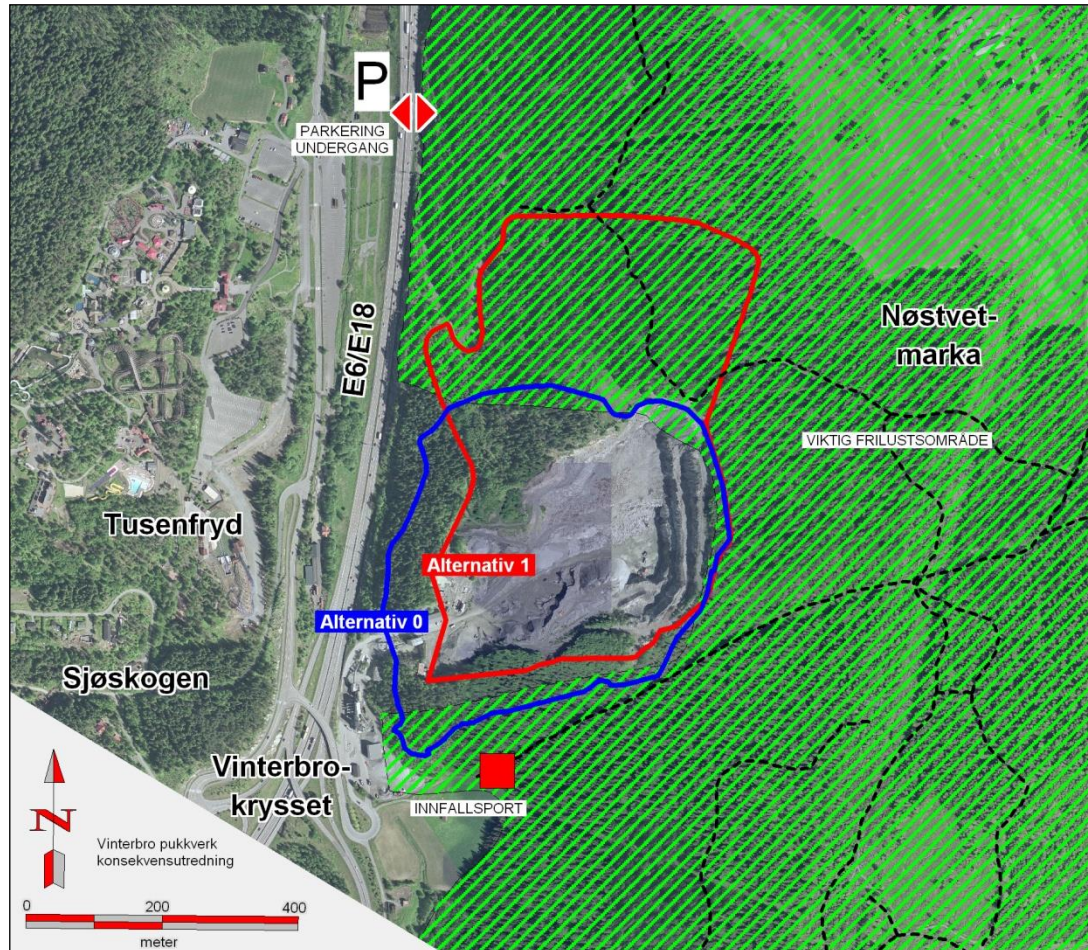 P
PARKERING
UNDERGANG
E6/E18
Nøstvet-
marka
VIKTIG FRILUSTSOMRÅDE
Tusenfryd
Alternativ 1
Alternativ 0
Sjøskogen
Vinterbro-
krysset
INNFALLSPORT
N
Vinterbro pukkverk
konsekvensutredning
0 200 400
meter